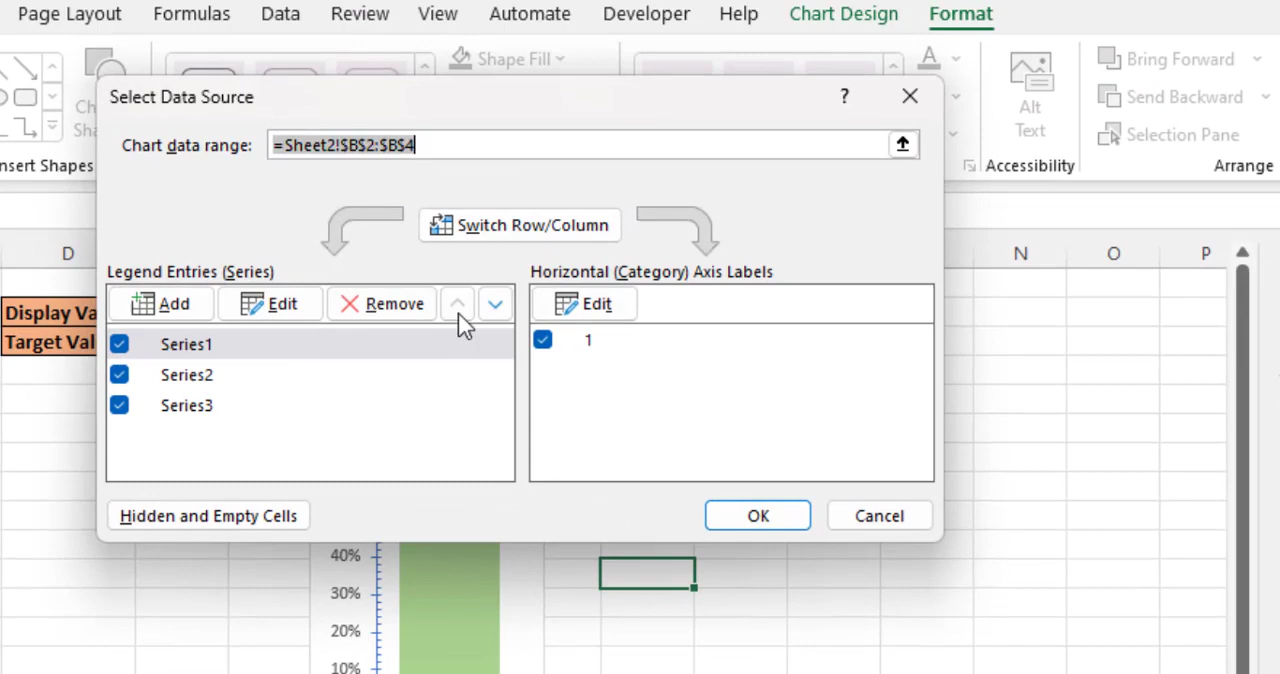 Page Layout Formulas Data Review View Automate Developer Help Chart Design Format
Shape Fill
A
Bring Forward
Alt Text
Send Backward
Selection Pane
nsert Shapes
Accessibility
Arrange
Select Data Source ?
Chart data range: =Sheet2!$B$2:$B$4
Switch Row/Column
Legend Entries (Series)
Add Edit Remove
Series1
Series2
Series3
Horizontal (Category) Axis Labels
Edit
1
Hidden and Empty Cells
OK Cancel
D N O P
Display Va
Target Val
40%
30%
20%
10%